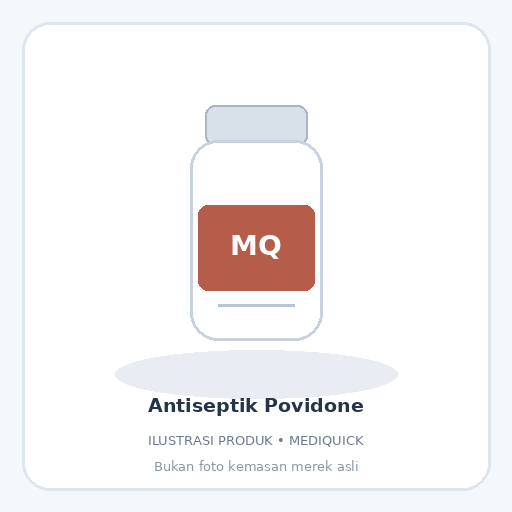 MQ
Antiseptik Povidone
ILUSTRASI PRODUK • MEDIQUICK
Bukan foto kemasan merek asli